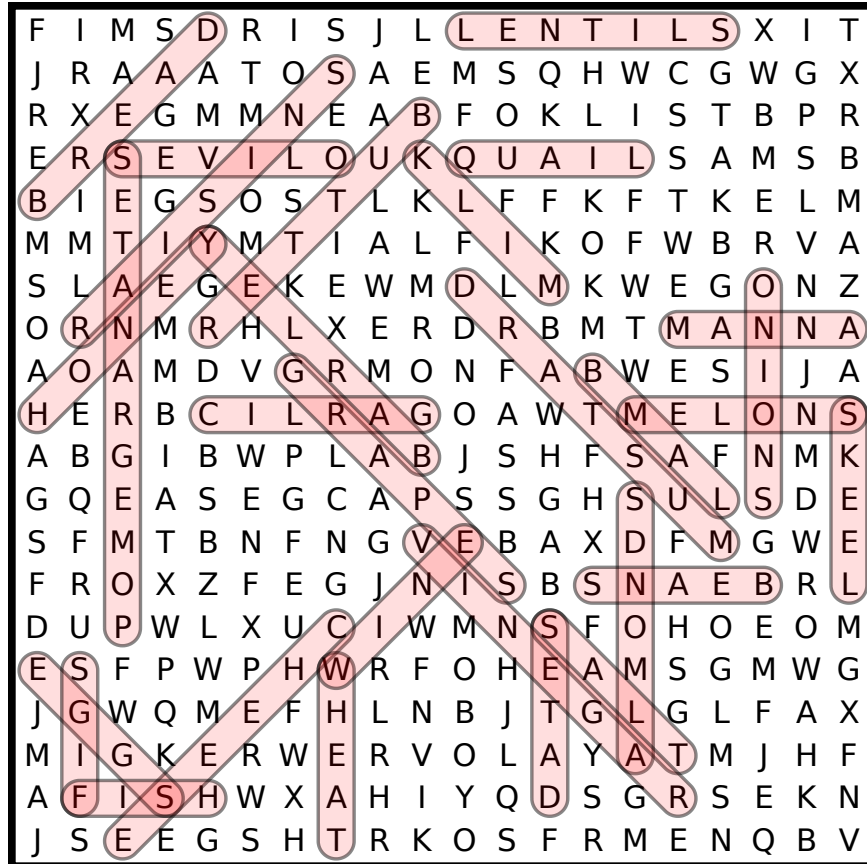 F I M S D R I S J L L E N T I L S X I T
J R A A A T O S A E M S Q H W C G W G X
R X E G M M N E A B F O K L I S T B P R
E R S E V I L O U K Q U A I L S A M S B
B I E G S O S T L K L F F K F T K E L M
M M T I Y M T I A L F I K O F W B R V A
S L A E G E K E W M D L M K W E G O N Z
O R N M R H L X E R D R B M T M A N N A
A O A M D V G R M O N F A B W E S I J A
H E R B C I L R A G O A W T M E L O N S
A B G I B W P L A B J S H F S A F N M K
G Q E A S E G C A P S S G H S U L S D E
S F M T B N F N G V E B A X D F M G W E
F R O X Z F E G J N I S B S N A E B R L
D U P W L X U C I W M N S F O H O E O M
E S F P W P H W R F O H E A M S G M W G
J G W Q M E F H L N B J T G L G L F A X
M I G K E R W E R V O L A Y A T M J H F
A F I S H W X A H I Y Q D S G R S E K N
J S E E G S H T R K O S F R M E N Q B V